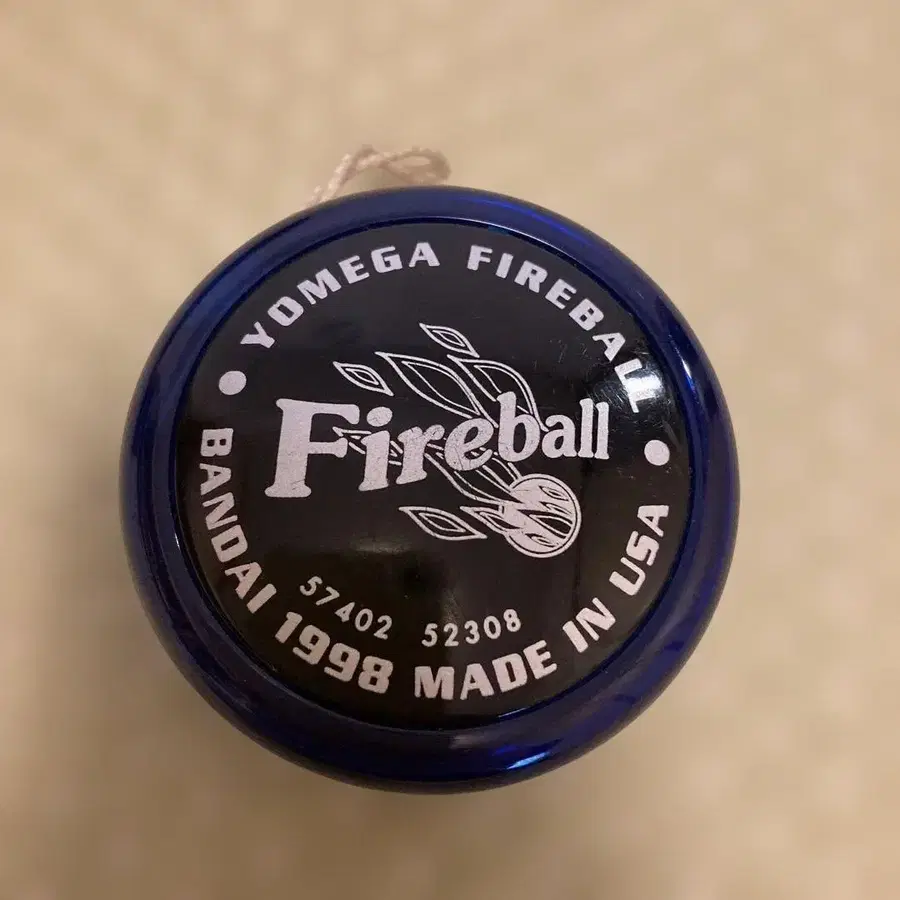 YOMEGA FIREBALL
Fireball
57402 52308
BANDAI 1998 MADE IN USA